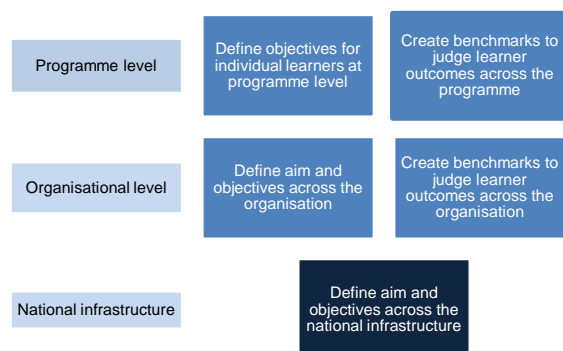 Programme level
Define objectives for
individual learners at
programme level
Create benchmarks to
judge learner
outcomes across the
programme
Organisational level
Define aim and
objectives across the
organisation
Create benchmarks to
judge learner
outcomes across the
organisation
National infrastructure
Define aim and
objectives across the
national infrastructure